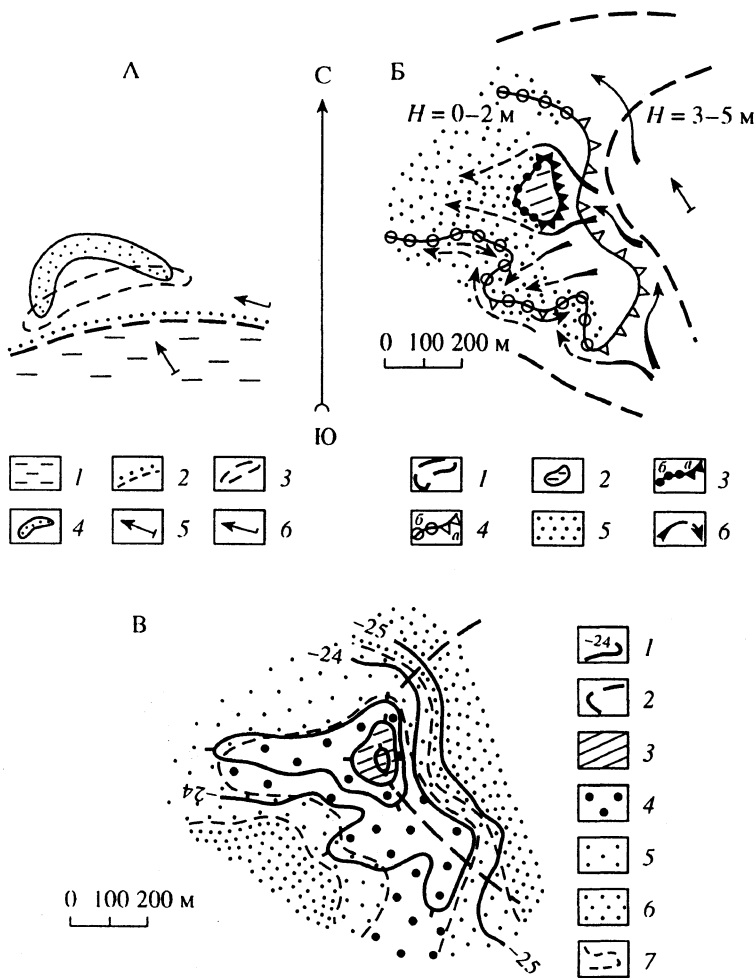 А
С
Б
H = 0–2 м
H = 3–5 м
0 100 200 м
Ю
1 2 3
4 5 6
1 2 б а 3
б а 4 5 6
В
–25
–24
–24
–25
0 100 200 м
–24 1
2
3
4
5
6
7